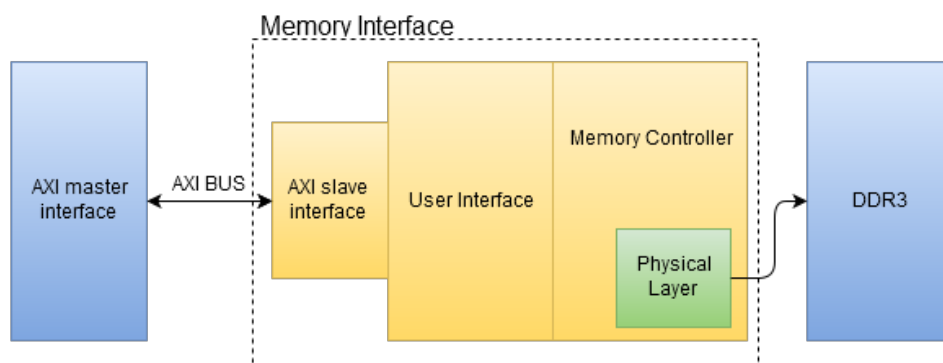 Memory Interface
AXI master
interface
AXI BUS
AXI slave
interface
User Interface
Memory Controller
Physical
Layer
DDR3